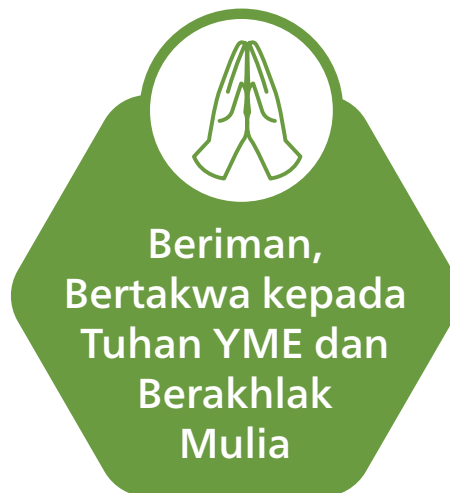 Beriman,
Bertakwa kepada
Tuhan YME dan
Berakhlak
Mulia